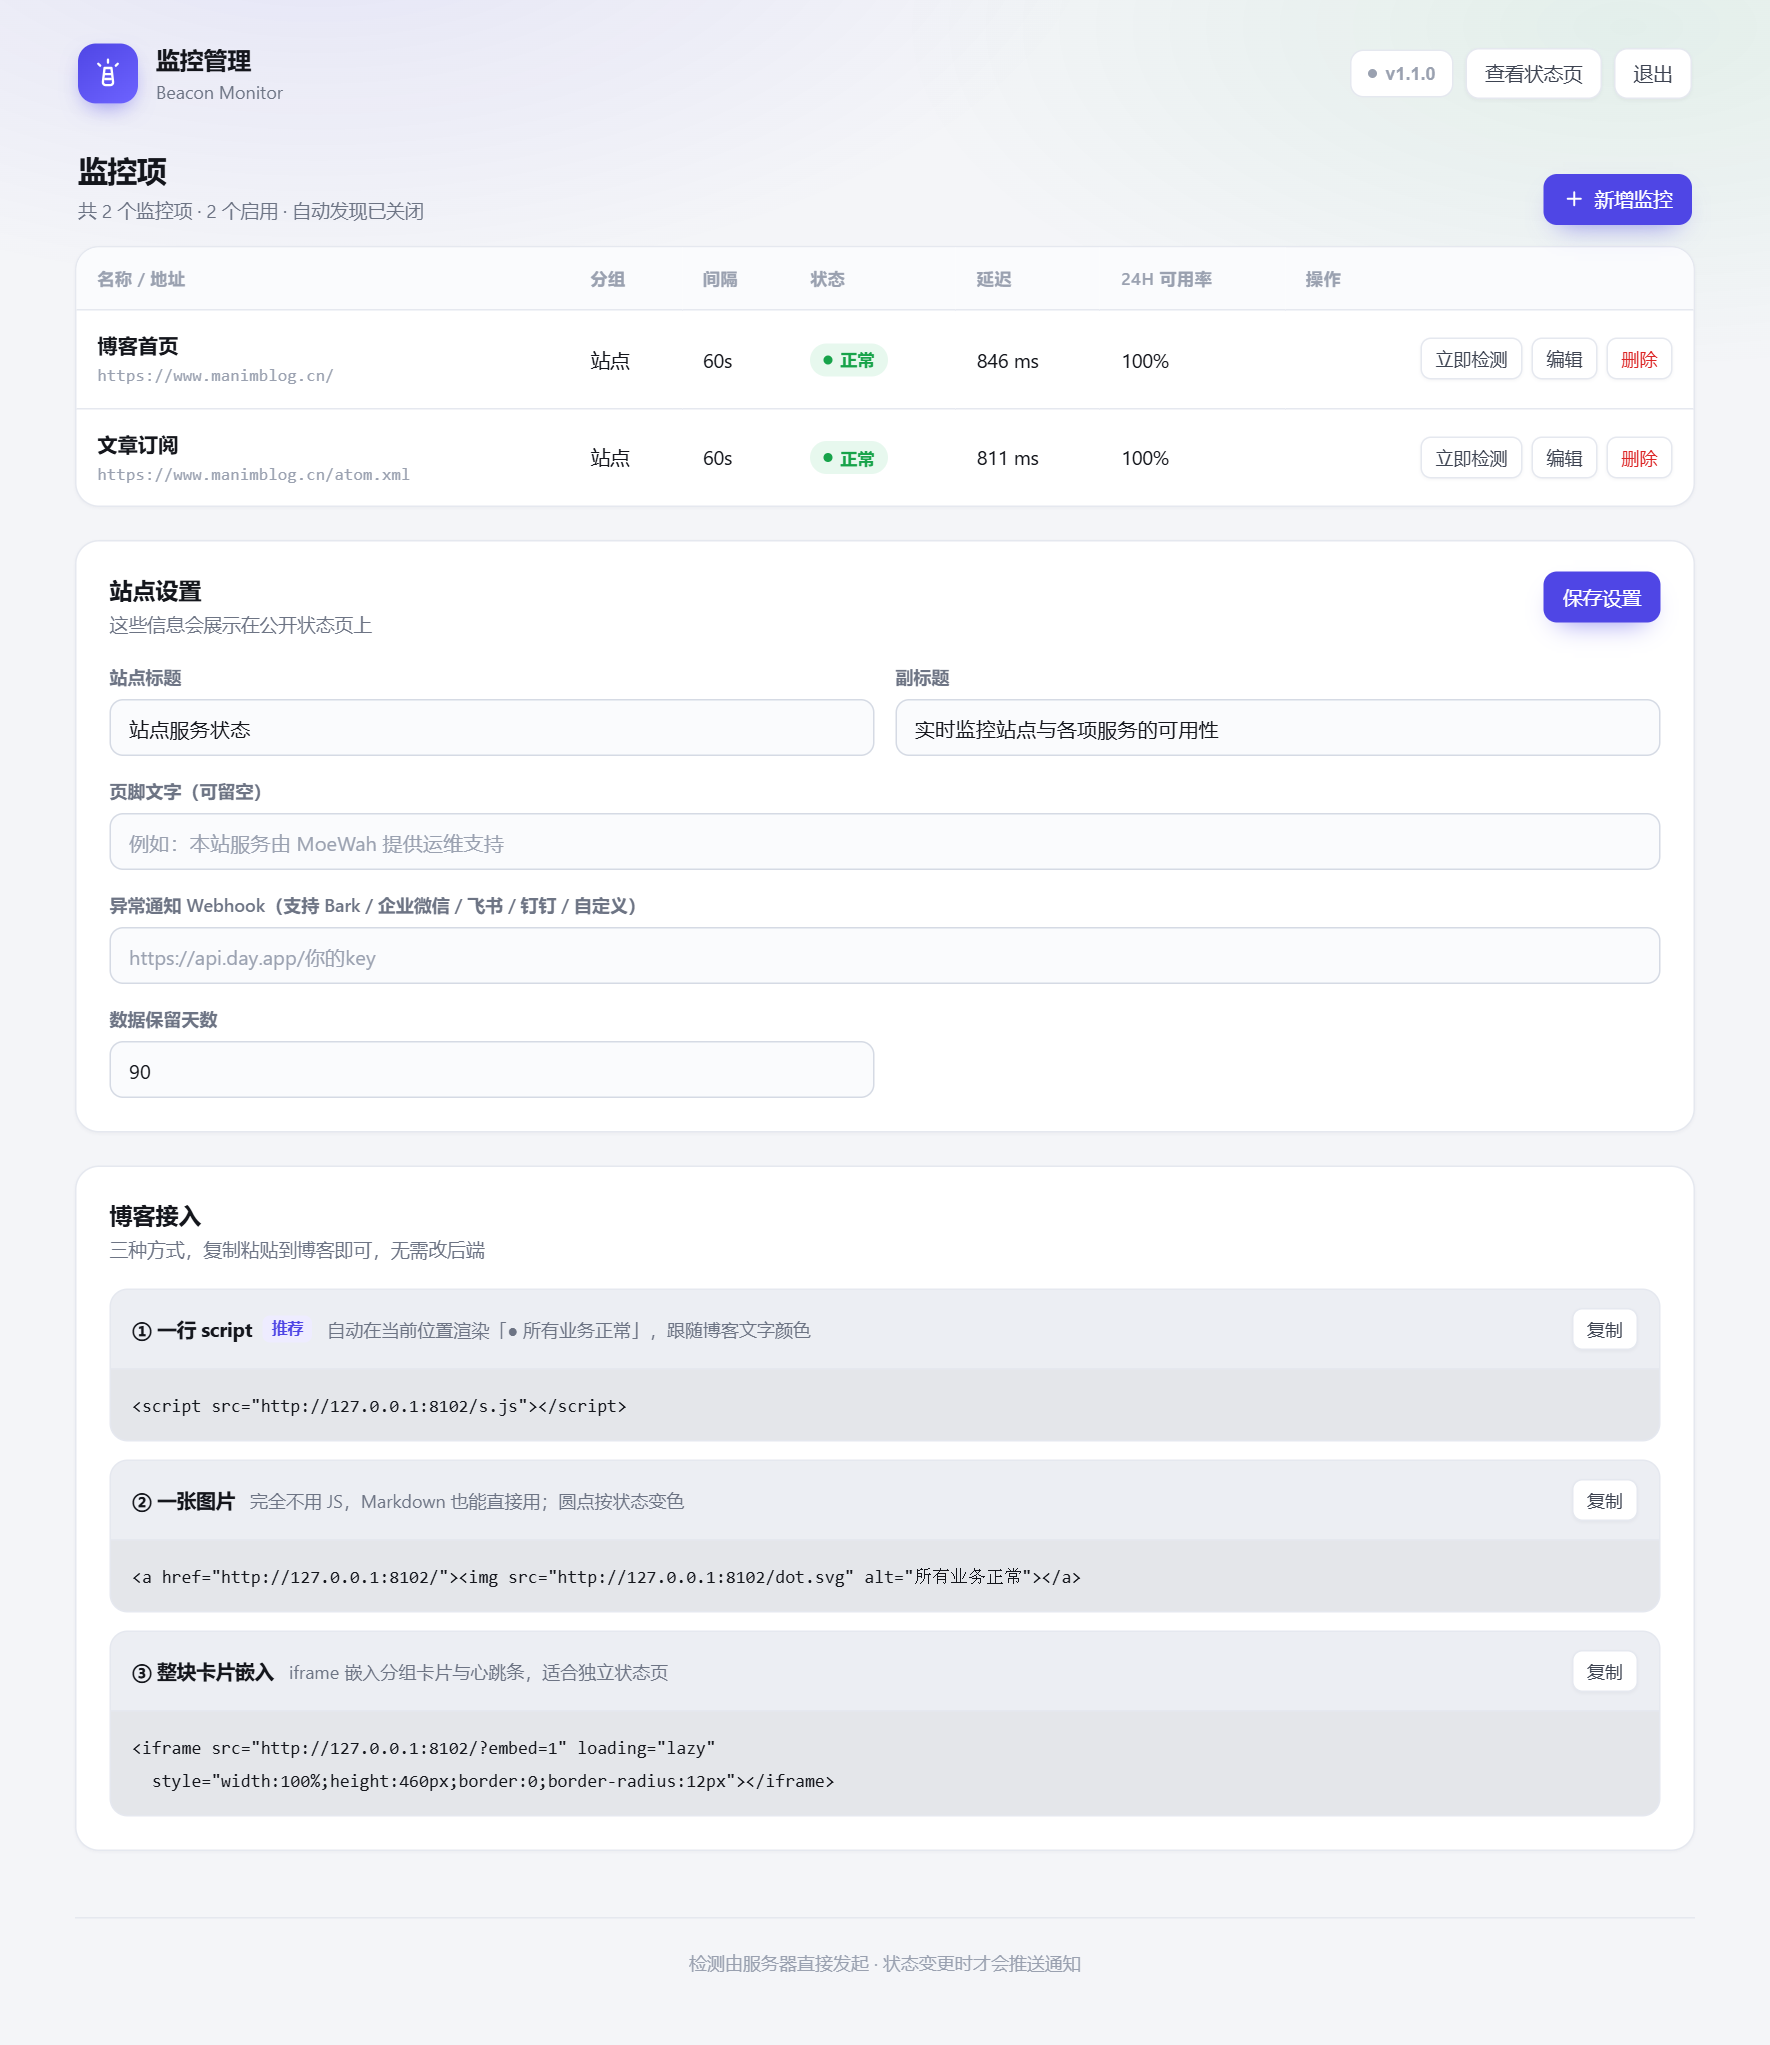 监控管理
Beacon Monitor
v1.1.0
查看状态页
退出
监控项
共 2 个监控项 · 2 个启用 · 自动发现已关闭
+ 新增监控
名称 / 地址 分组 间隔 状态 延迟 24H 可用率 操作
博客首页
https://www.manimblog.cn/
站点 60s 正常 846 ms 100% 立即检测 编辑 删除
文章订阅
https://www.manimblog.cn/atom.xml
站点 60s 正常 811 ms 100% 立即检测 编辑 删除
站点设置
这些信息会展示在公开状态页上
保存设置
站点标题
站点服务状态
副标题
实时监控站点与各项服务的可用性
页脚文字（可留空）
例如：本站服务由 MoeWah 提供运维支持
异常通知 Webhook（支持 Bark / 企业微信 / 飞书 / 钉钉 / 自定义）
https://api.day.app/你的key
数据保留天数
90
博客接入
三种方式，复制粘贴到博客即可，无需改后端
① 一行 script 推荐 自动在当前位置渲染「● 所有业务正常」，跟随博客文字颜色 复制
<script src="http://127.0.0.1:8102/s.js"></script>
② 一张图片 完全不用 JS，Markdown 也能直接用；圆点按状态变色 复制
<a href="http://127.0.0.1:8102/"><img src="http://127.0.0.1:8102/dot.svg" alt="所有业务正常"></a>
③ 整块卡片嵌入 iframe 嵌入分组卡片与心跳条，适合独立状态页 复制
<iframe src="http://127.0.0.1:8102/?embed=1" loading="lazy"
style="width:100%;height:460px;border:0;border-radius:12px"></iframe>
检测由服务器直接发起 · 状态变更时才会推送通知